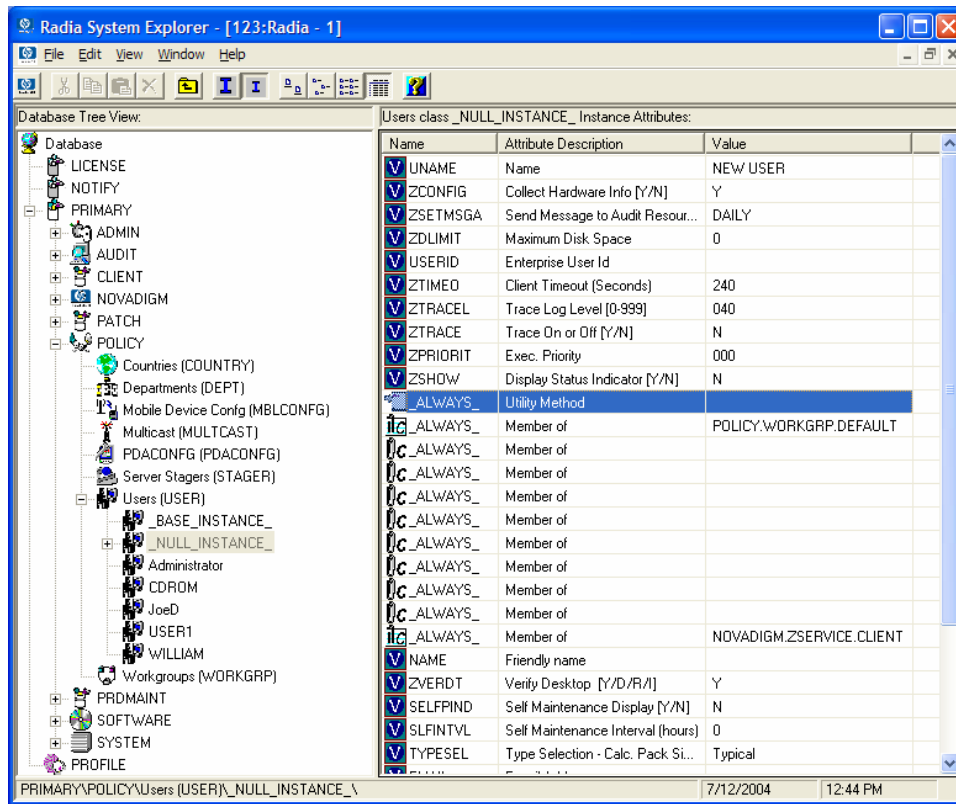 Radia System Explorer - [123:Radia - 1]
File Edit View Window Help
Database Tree View:
Users class _NULL_INSTANCE_ Instance Attributes:
Database
LICENSE
NOTIFY
PRIMARY
ADMIN
AUDIT
CLIENT
NOVADIGM
PATCH
POLICY
Countries (COUNTRY)
Departments (DEPT)
Mobile Device Confg (MBLCONFG)
Multicast (MULTCAST)
PDACONFG (PDACONFG)
Server Stagers (STAGER)
Users (USER)
_BASE_INSTANCE_
_NULL_INSTANCE_
Administrator
CDROM
JoeD
USER1
WILLIAM
Workgroups (WORKGRP)
PRDMAINT
SOFTWARE
SYSTEM
PROFILE
Name Attribute Description Value
V UNAME Name NEW USER
V ZCONFIG Collect Hardware Info [Y/N] Y
V ZSETMSGA Send Message to Audit Resour... DAILY
V ZDLIMIT Maximum Disk Space 0
V USERID Enterprise User Id
V ZTIMEO Client Timeout (Seconds) 240
V ZTRACEL Trace Log Level [0-999] 040
V ZTRACE Trace On or Off [Y/N] N
V ZPRIORIT Exec. Priority 000
V ZSHOW Display Status Indicator [Y/N] N
_ALWAYS_ Utility Method
_ALWAYS_ Member of POLICY.WORKGRP.DEFAULT
_ALWAYS_ Member of
_ALWAYS_ Member of
_ALWAYS_ Member of
_ALWAYS_ Member of
_ALWAYS_ Member of
_ALWAYS_ Member of
_ALWAYS_ Member of
_ALWAYS_ Member of
_ALWAYS_ Member of NOVADIGM.ZSERVICE.CLIENT
V NAME Friendly name
V ZVERDT Verify Desktop [Y/D/R/I] Y
V SELFPIND Self Maintenance Display [Y/N] N
V SLFINTVL Self Maintenance Interval (hours) 0
V TYPESEL Type Selection - Calc. Pack Si... Typical
PRIMARY\POLICY\Users (USER)\_NULL_INSTANCE_\
7/12/2004 12:44 PM